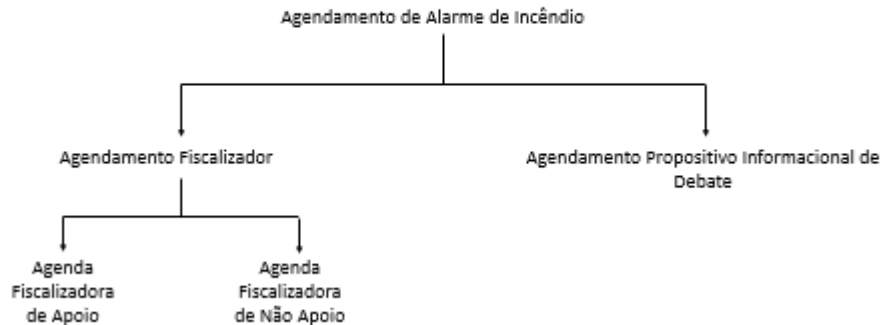 Agendamento de Alarme de Incêndio
Agendamento Fiscalizador
Agendamento Propositivo Informacional de
Debate
Agenda
Fiscalizadora
de Apoio
Agenda
Fiscalizadora
de Não Apoio